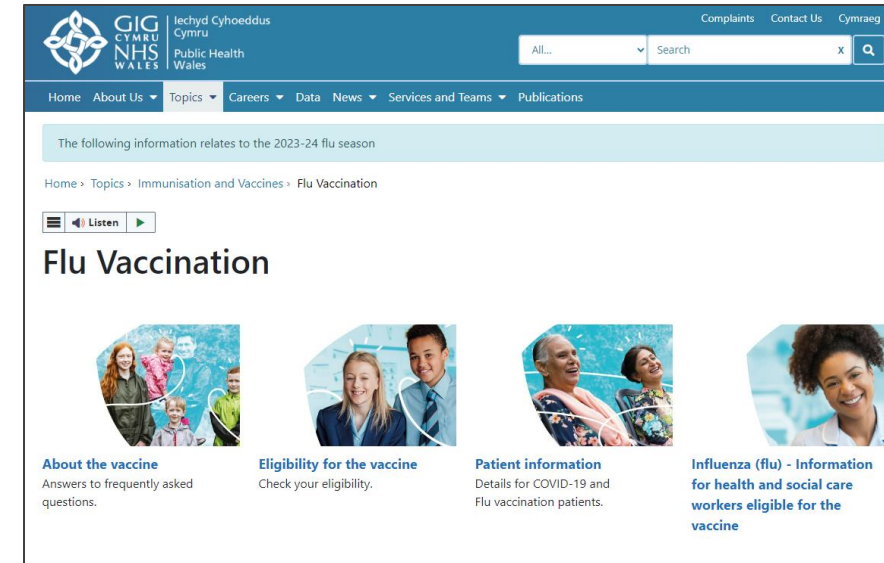 GIG
CYMRU
NHS
WALES
Iechyd Cyhoeddus
Cymru
Public Health
Wales
Complaints Contact Us Cymraeg
All... Search x
Home About Us Topics Careers Data News Services and Teams Publications
The following information relates to the 2023-24 flu season
Home › Topics › Immunisation and Vaccines › Flu Vaccination
Listen
Flu Vaccination
About the vaccine
Answers to frequently asked
questions.
Eligibility for the vaccine
Check your eligibility.
Patient information
Details for COVID-19 and
Flu vaccination patients.
Influenza (flu) - Information
for health and social care
workers eligible for the
vaccine